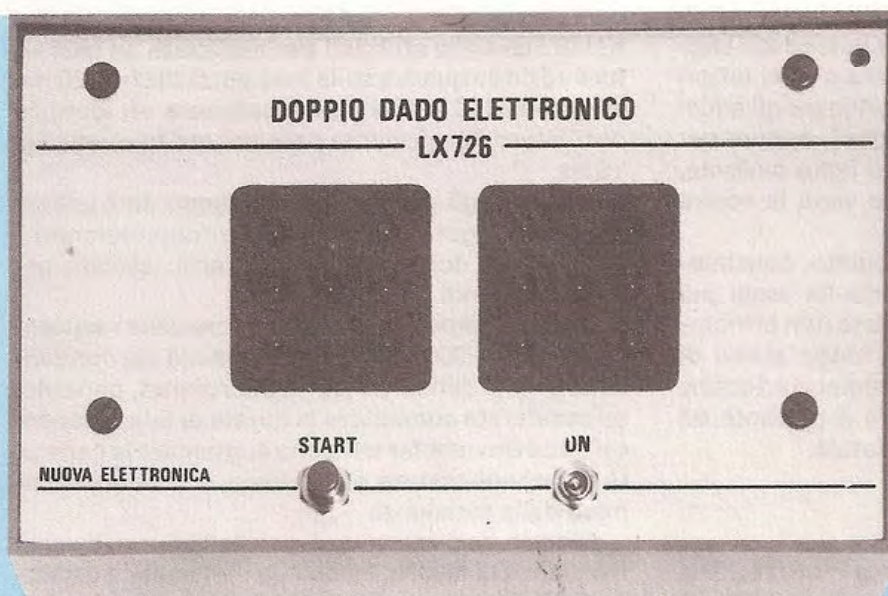 DOPPIO DADO ELETTRONICO
LX726
START
ON
NUOVA ELETTRONICA